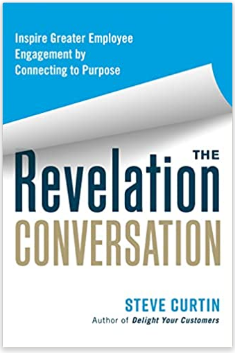 Inspire Greater Employee
Engagement by
Connecting to Purpose
THE
Revelation
CONVERSATION
STEVE CURTIN
Author of Delight Your Customers